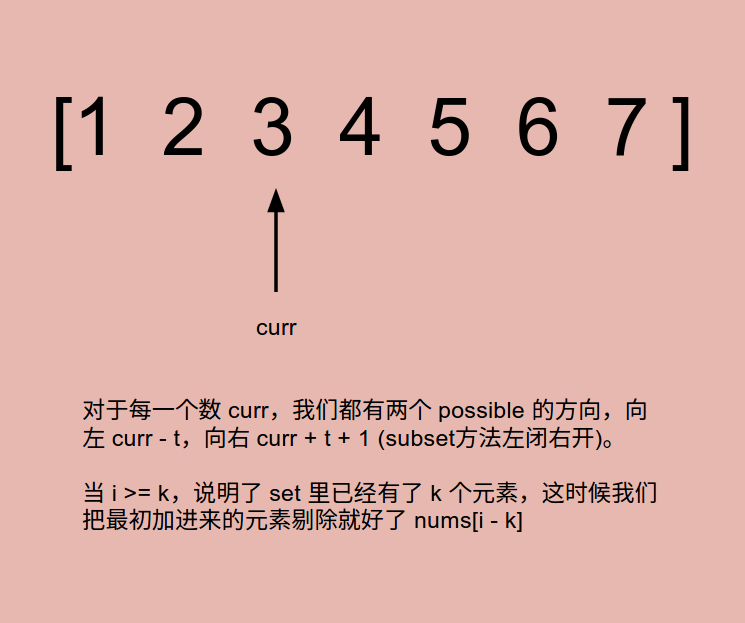 [1 2 3 4 5 6 7 ]
curr
对于每一个数 curr，我们都有两个 possible 的方向，向
左 curr - t，向右 curr + t + 1 (subset方法左闭右开)。
当 i >= k，说明了 set 里已经有了 k 个元素，这时候我们
把最初加进来的元素剔除就好了 nums[i - k]